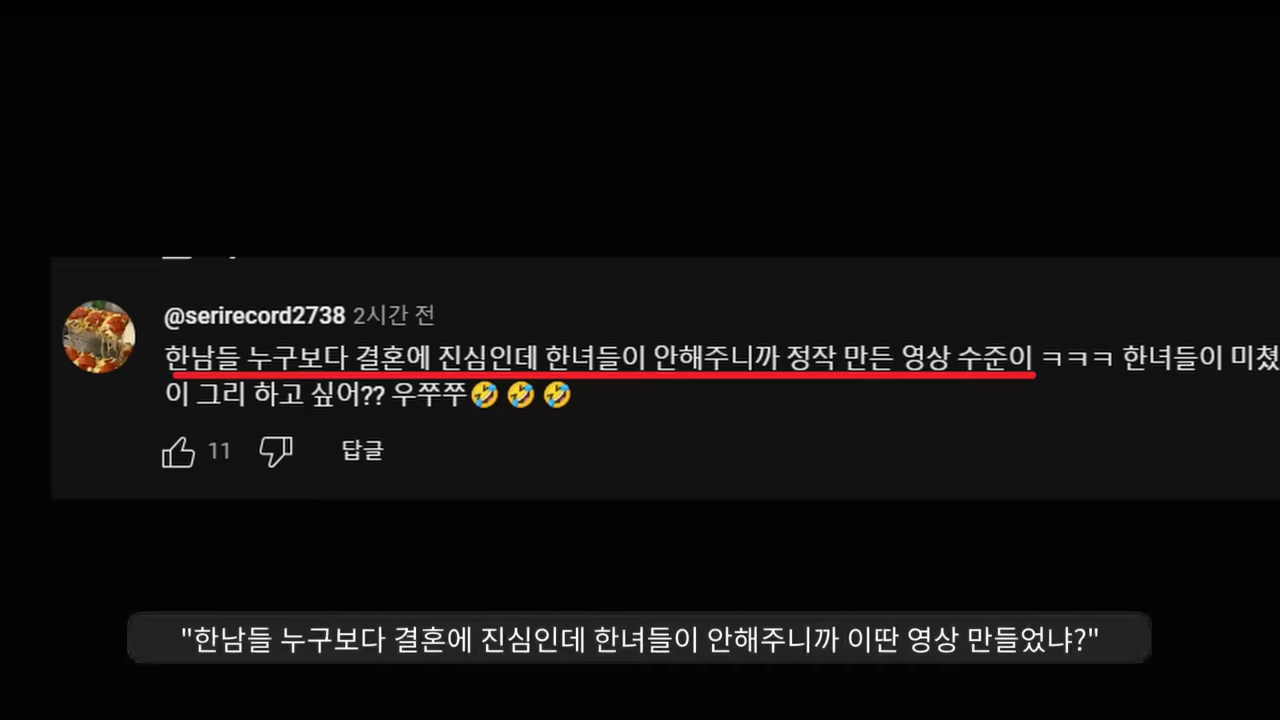 @serirecord2738 2시간 전
한남들 누구보다 결혼에 진심인데 한녀들이 안해주니까 정작 만든 영상 수준이 ㅋㅋㅋ 한녀들이 미쳤
이 그리 하고 싶어?? 우쭈쭈🤣 🤣 🤣
11 답글
"한남들 누구보다 결혼에 진심인데 한녀들이 안해주니까 이딴 영상 만들었냐?"